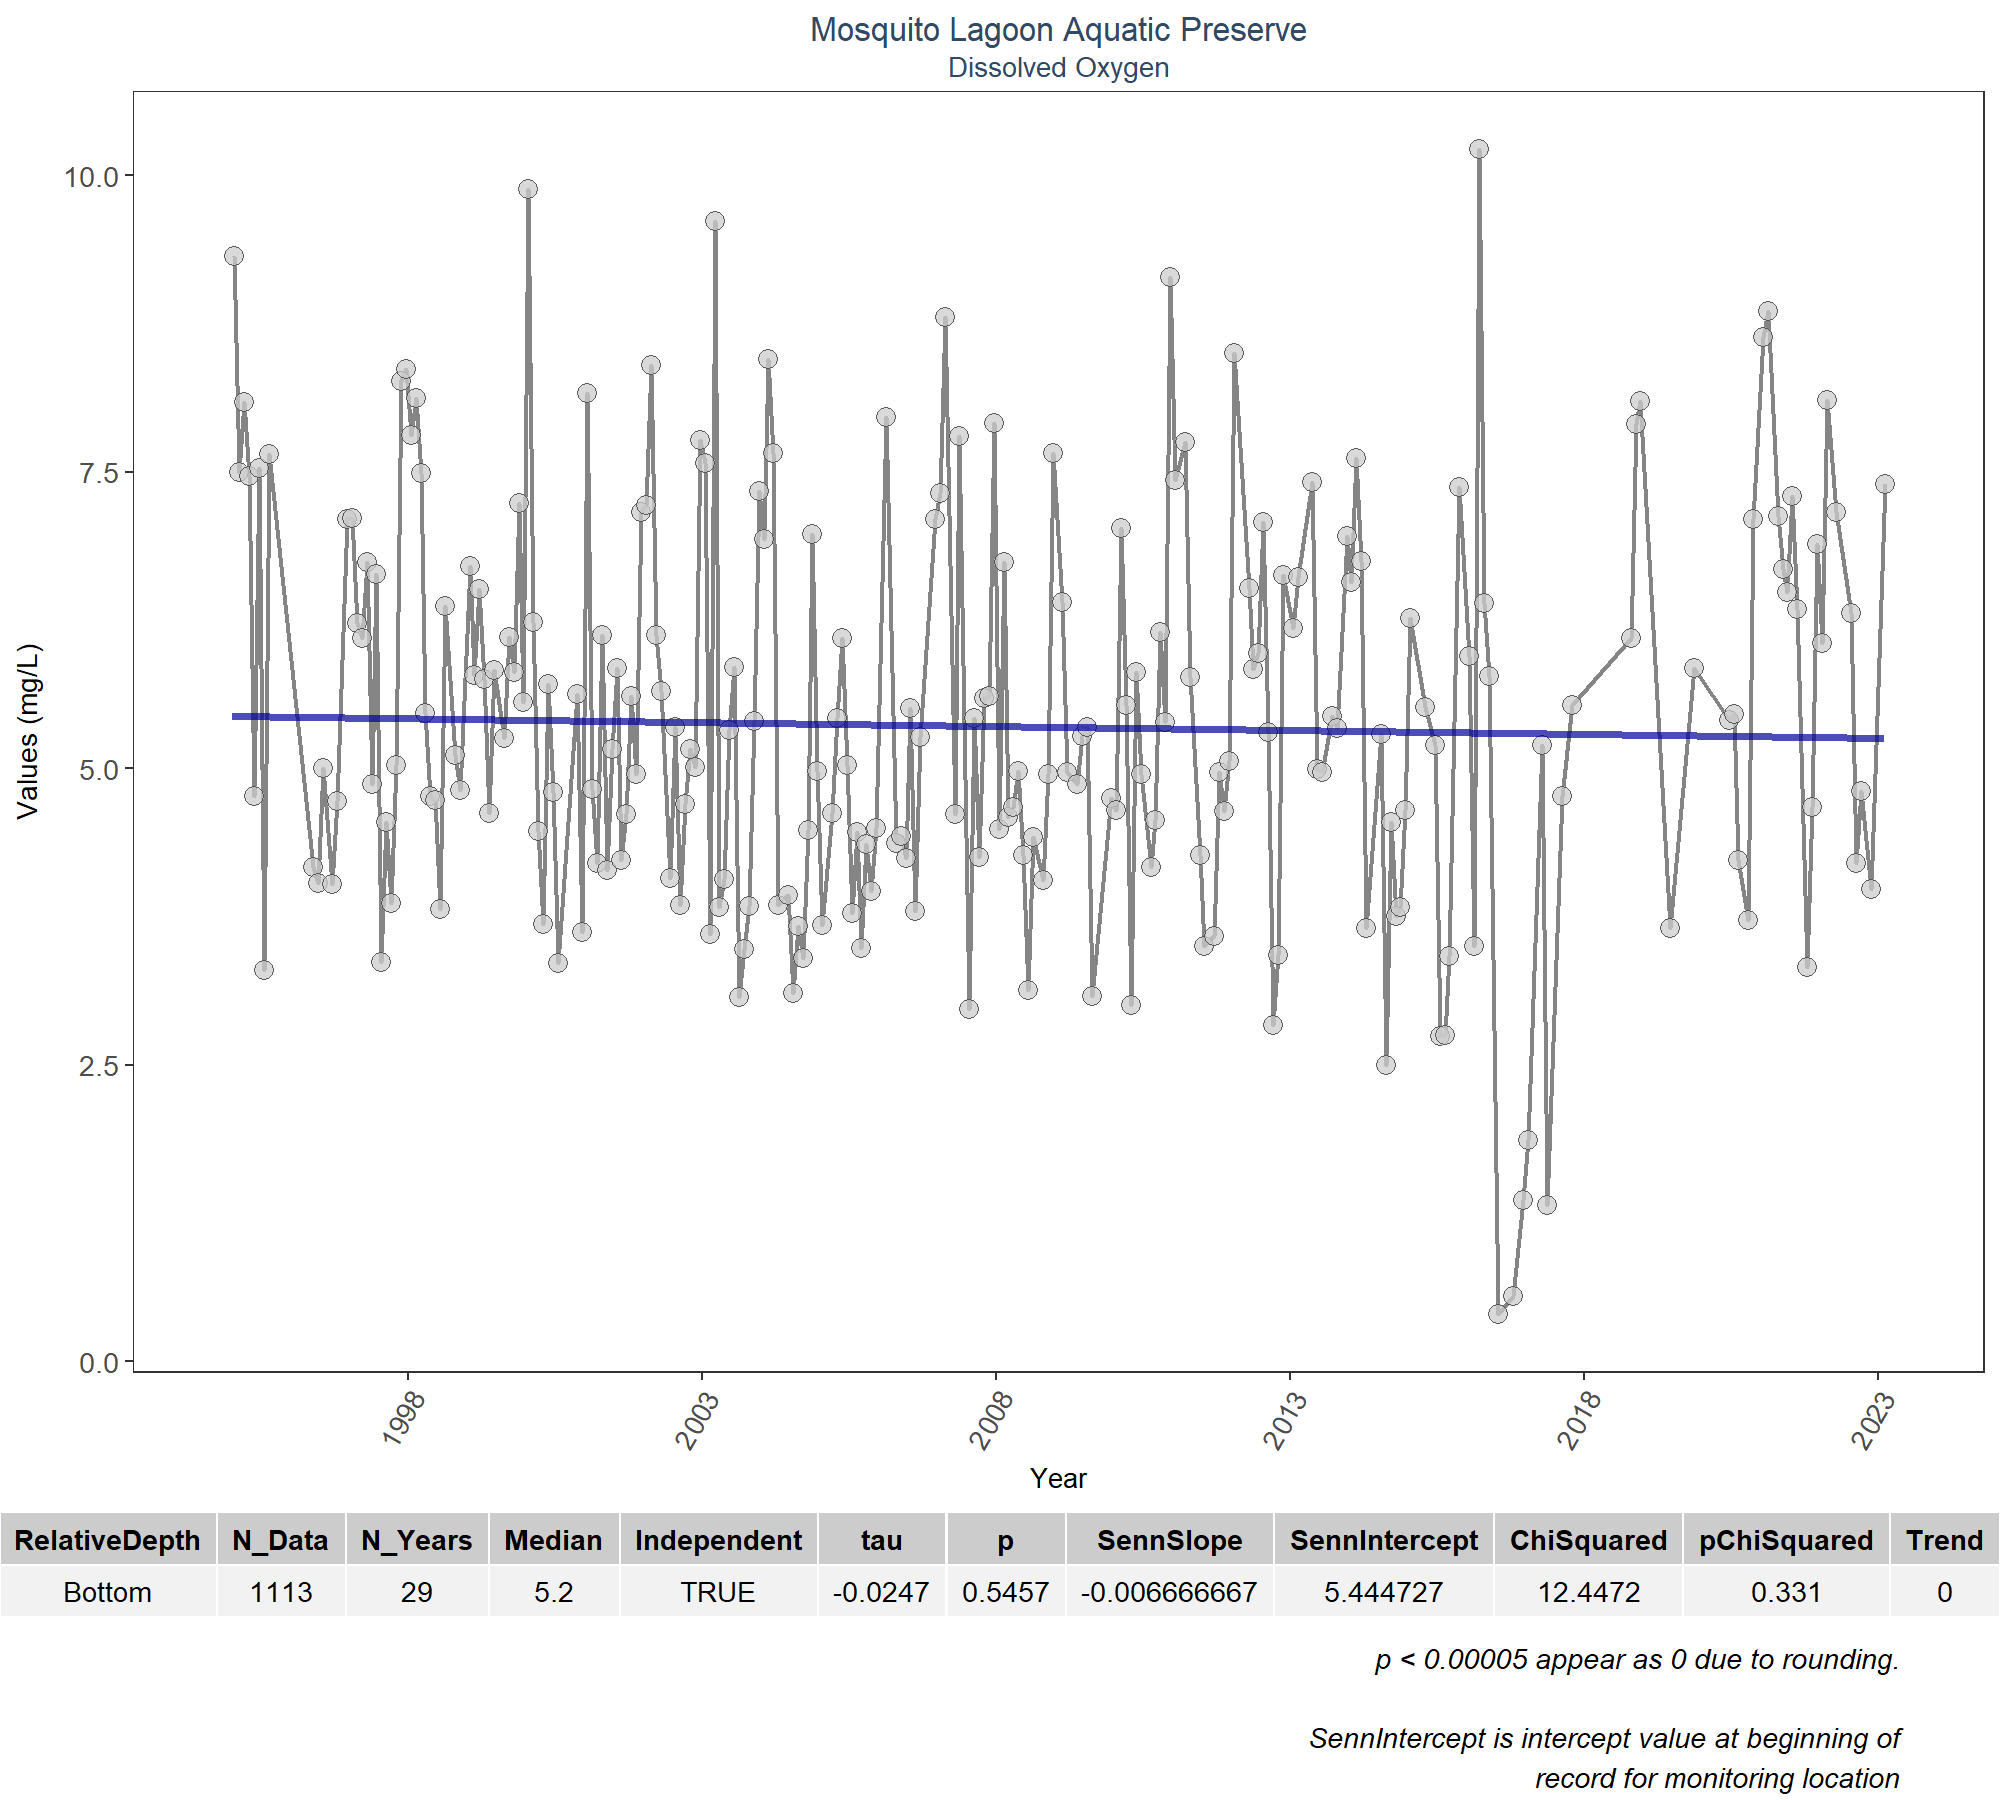 Mosquito Lagoon Aquatic Preserve
Dissolved Oxygen
Values (mg/L)
10.0
7.5
5.0
2.5
0.0
1998 2003 2008 2013 2018 2023
Year
RelativeDepth N_Data N_Years Median Independent tau p SennSlope SennIntercept ChiSquared pChiSquared Trend
Bottom 1113 29 5.2 TRUE -0.0247 0.5457 -0.006666667 5.444727 12.4472 0.331 0
p < 0.00005 appear as 0 due to rounding.
SennIntercept is intercept value at beginning of
record for monitoring location